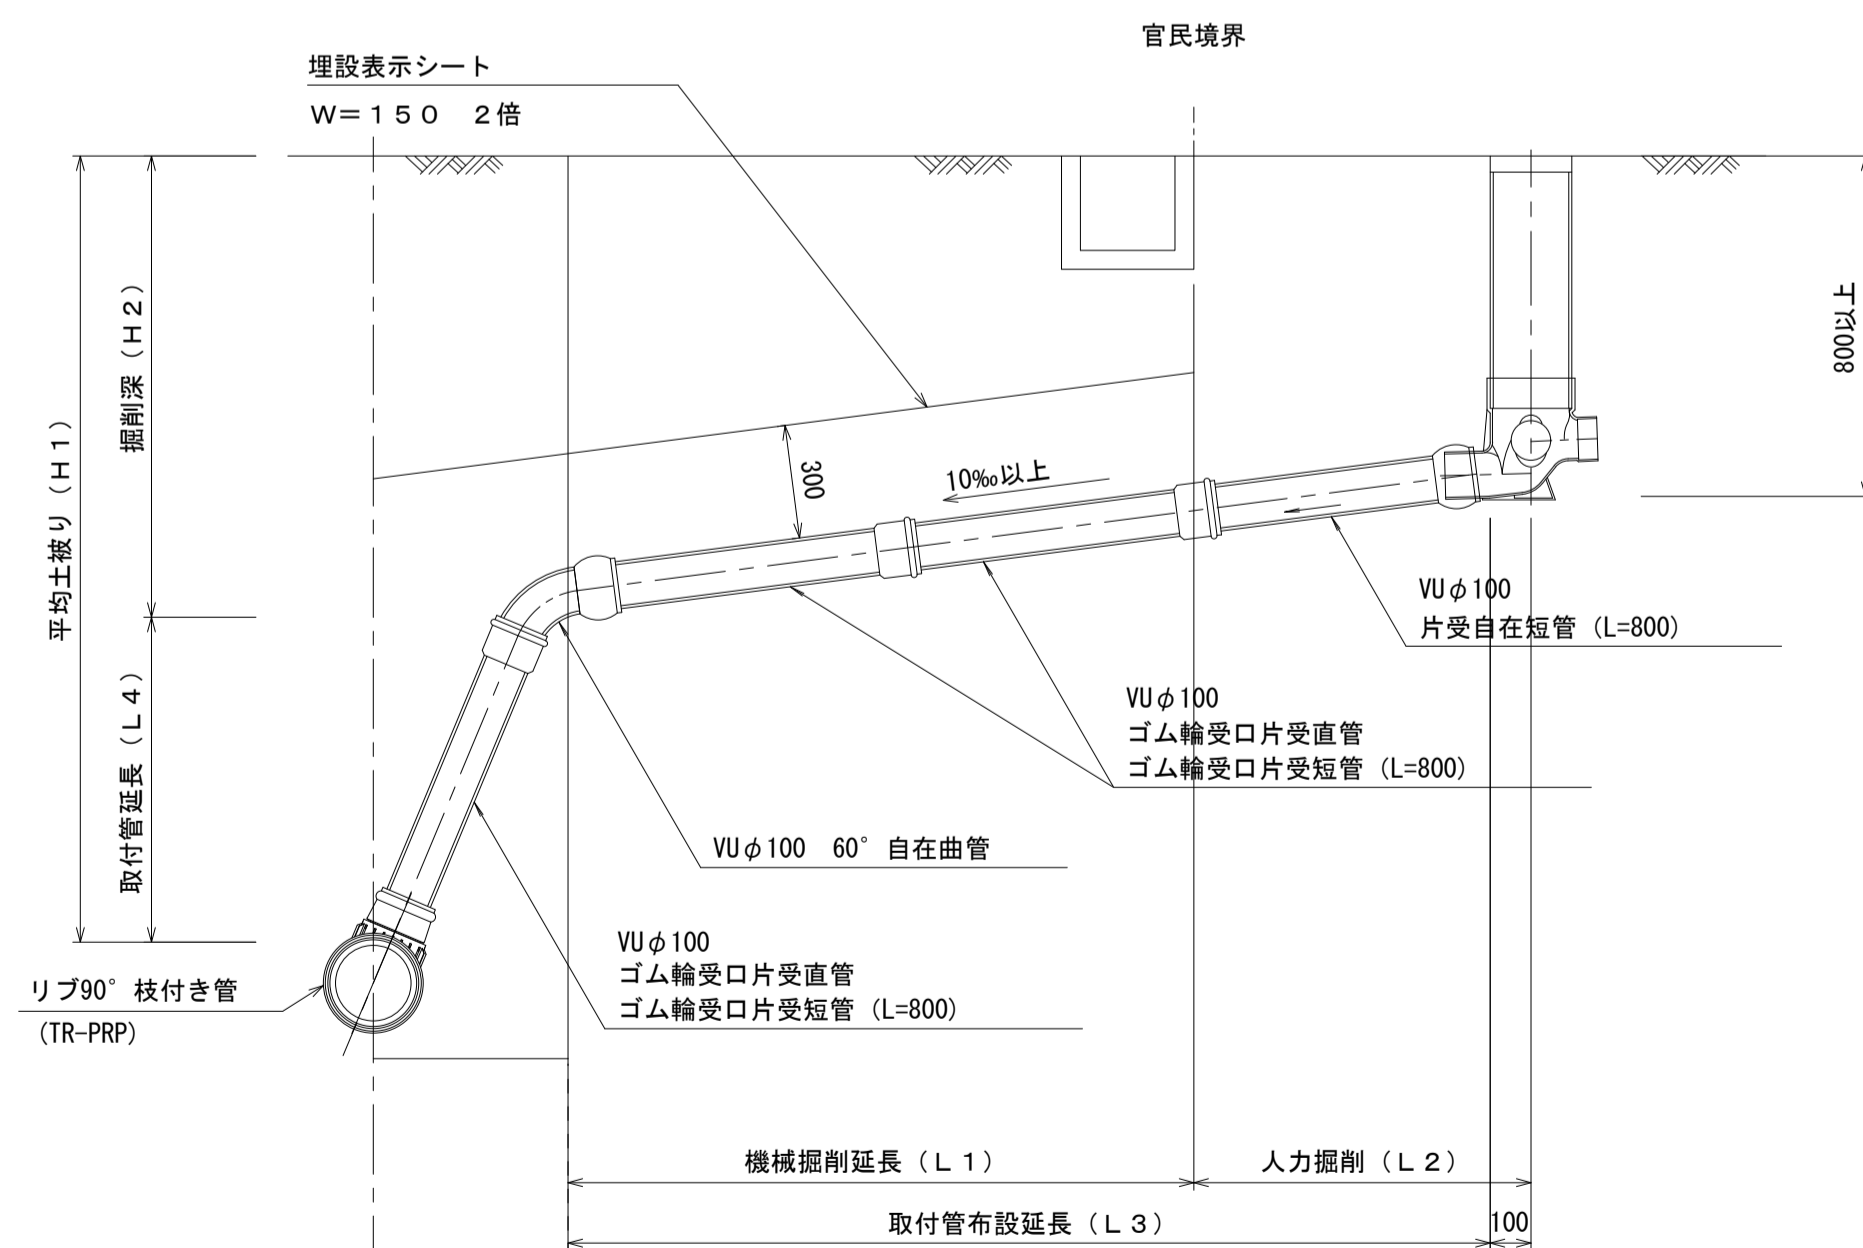 官民境界
埋設表示シート
W=150　2倍
平均土被り（H1）
掘削深（H2）
取付管延長（L4）
800以上
300
10‰以上
VUφ100
片受自在短管（L=800）
VUφ100
ゴム輪受口片受直管
ゴム輪受口片受短管（L=800）
VUφ100　60°自在曲管
VUφ100
ゴム輪受口片受直管
ゴム輪受口片受短管（L=800）
リブ90°枝付き管
（TR-PRP）
機械掘削延長（L1）
人力掘削（L2）
取付管布設延長（L3）
100